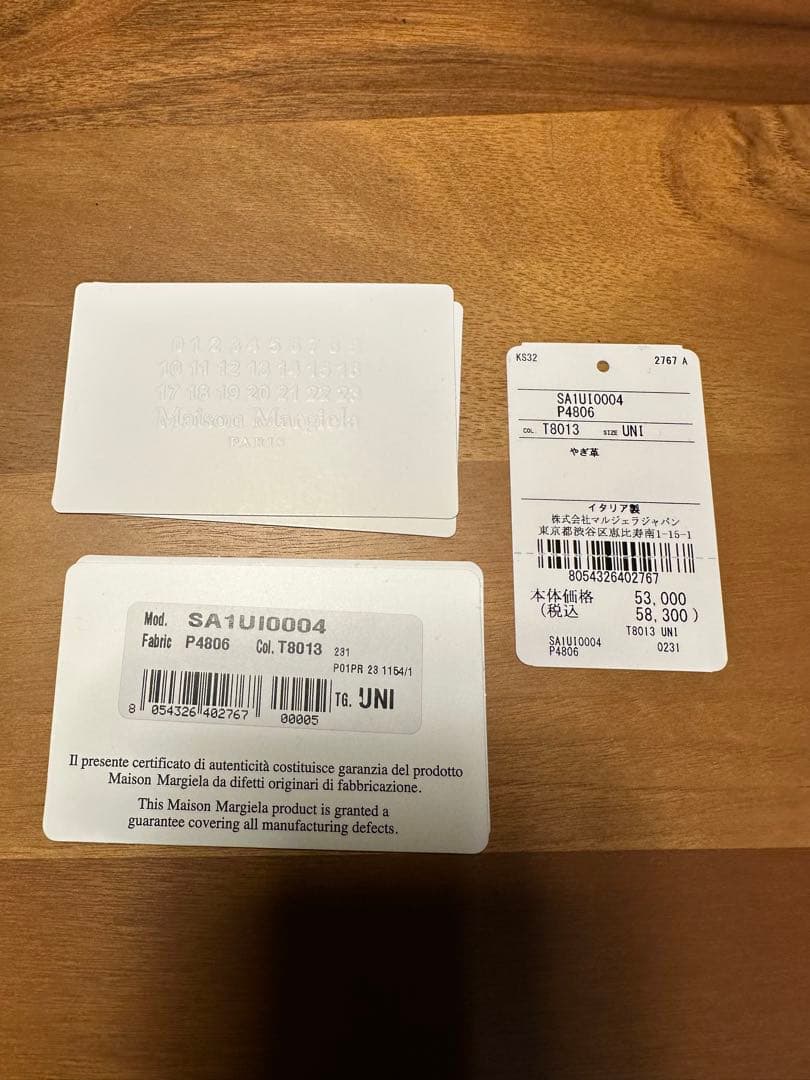 0 1 2 3 4 5 6 7 8 9
10 11 12 13 14 15 16
17 18 19 20 21 22 23
Maison Margiela
PARIS
Mod. SA1UI0004
Fabric P4806 Col. T8013 231
P01PR 23 1154/1
8 054326 402767 00005 TG. UNI
Il presente certificato di autenticità costituisce garanzia del prodotto
Maison Margiela da difetti originari di fabbricazione.
This Maison Margiela product is granted a
guarantee covering all manufacturing defects.
KS32 2767 A
SA1UI0004
P4806
COL. T8013 SIZE UNI
やぎ革
イタリア製
株式会社マルジェラジャパン
東京都渋谷区恵比寿南1-15-1
8054326402767
本体価格 53,000
(税込 58,300)
T8013 UNI
SA1UI0004
P4806 0231